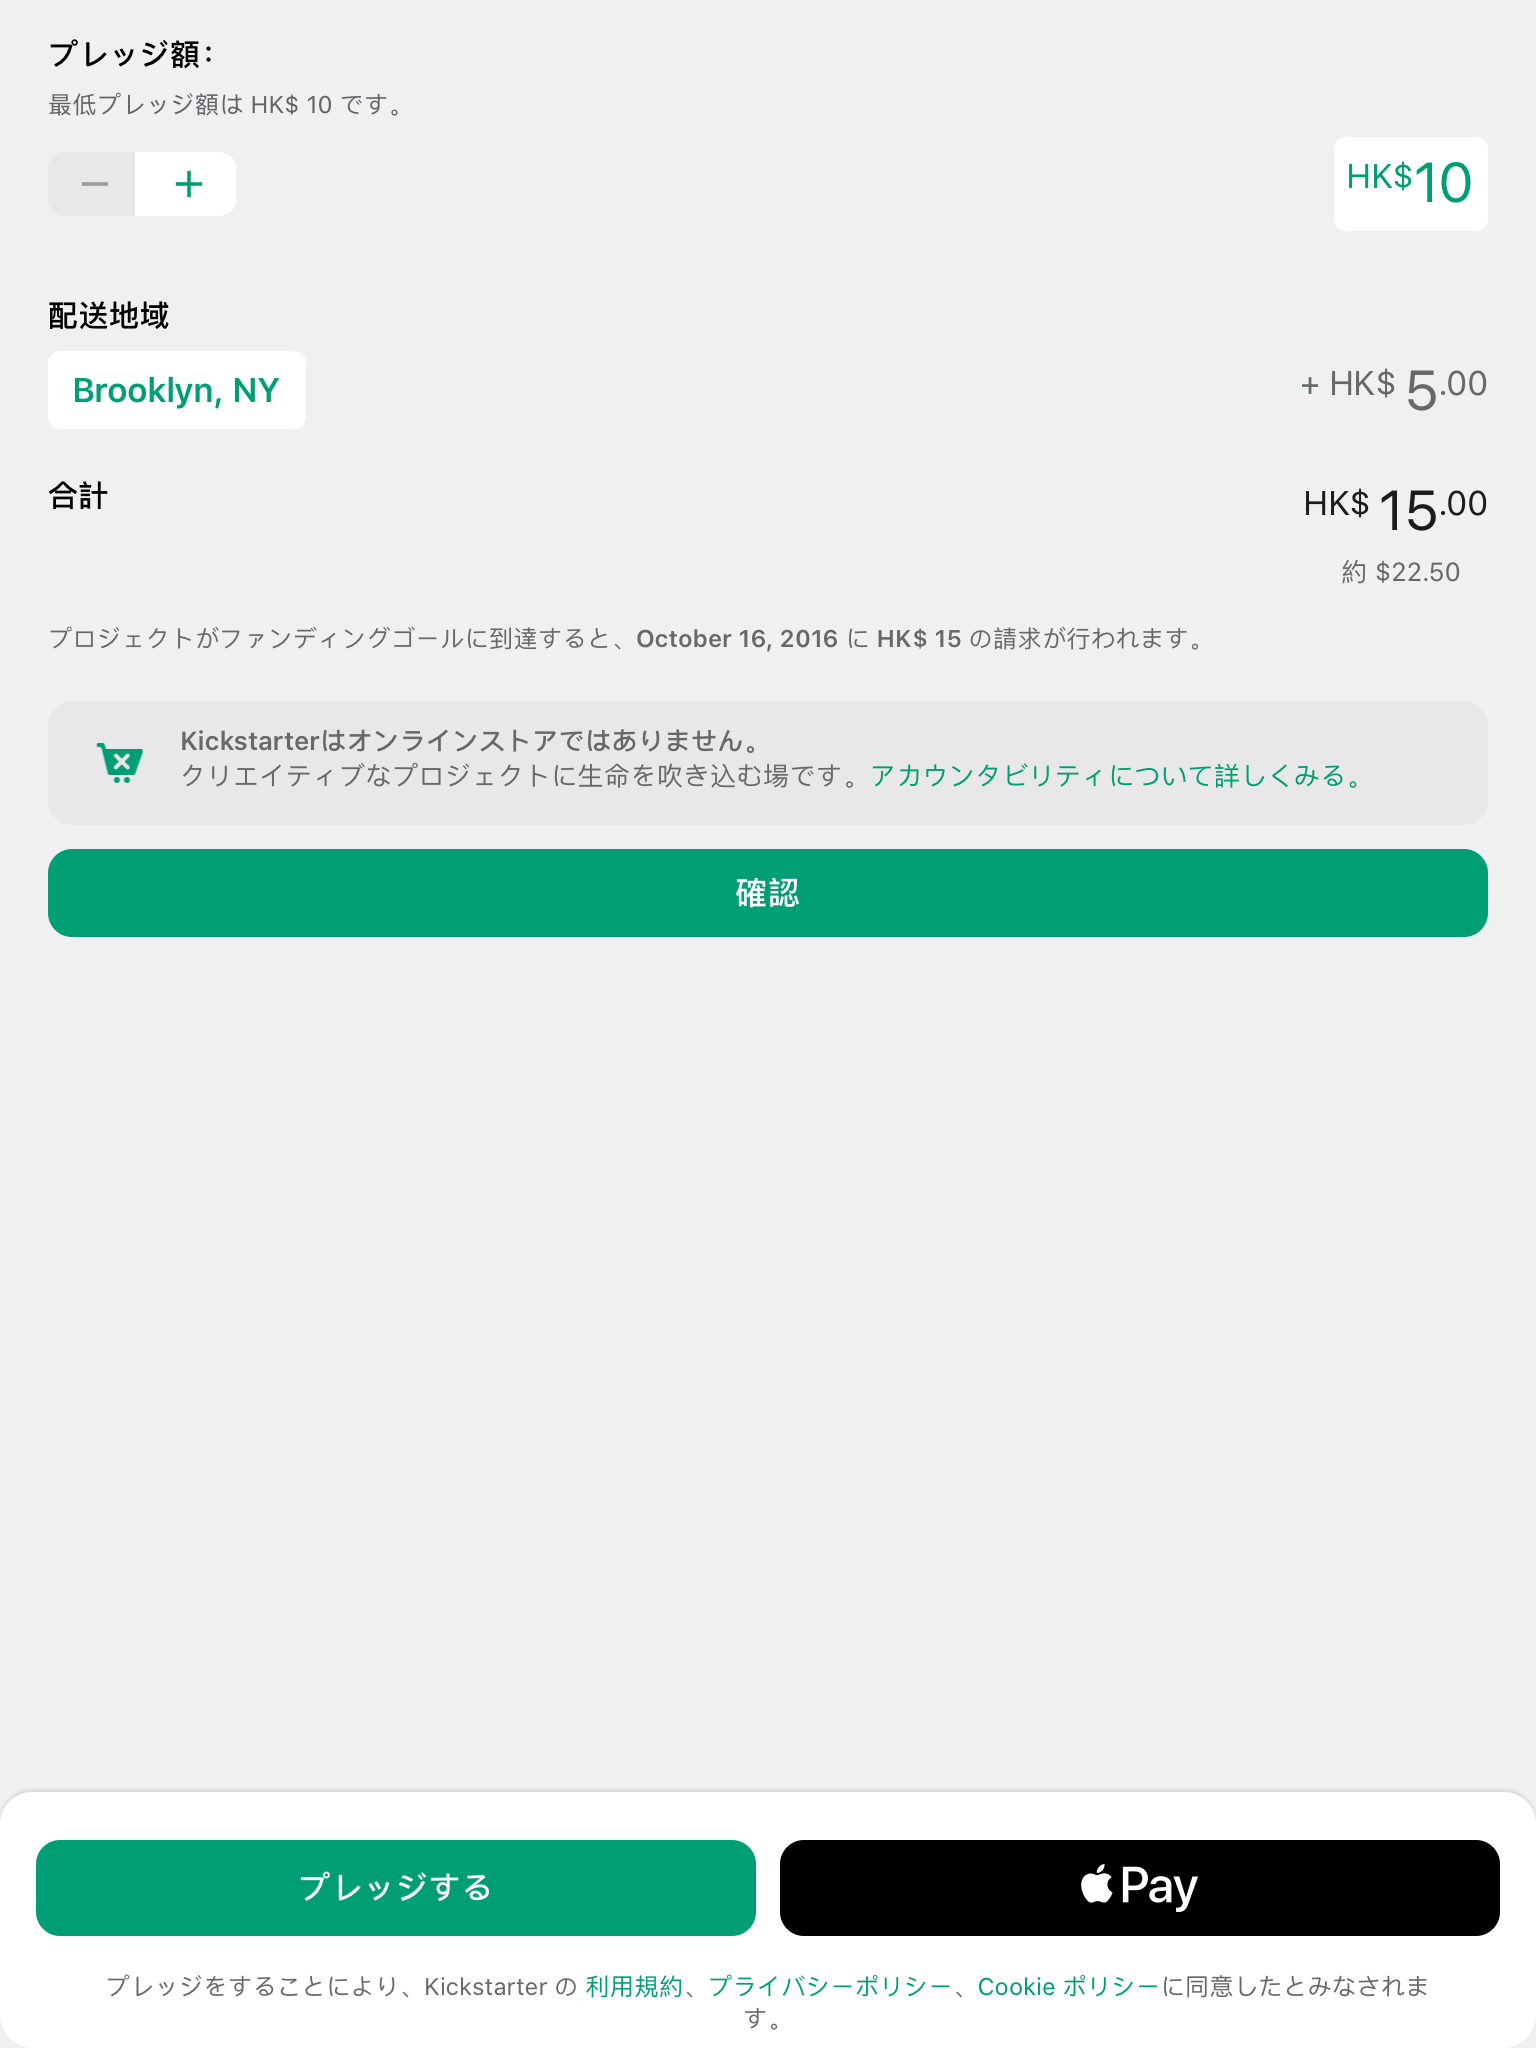 プレッジ額：
最低プレッジ額は HK$ 10 です。
HK$10
配送地域
Brooklyn, NY
+ HK$ 5.00
合計
HK$ 15.00
約 $22.50
プロジェクトがファンディングゴールに到達すると、October 16, 2016 に HK$ 15 の請求が行われます。
Kickstarterはオンラインストアではありません。
クリエイティブなプロジェクトに生命を吹き込む場です。アカウンタビリティについて詳しくみる。
確認
プレッジする
Pay
プレッジをすることにより、Kickstarter の 利用規約、プライバシーポリシー、Cookie ポリシーに同意したとみなされま
す。